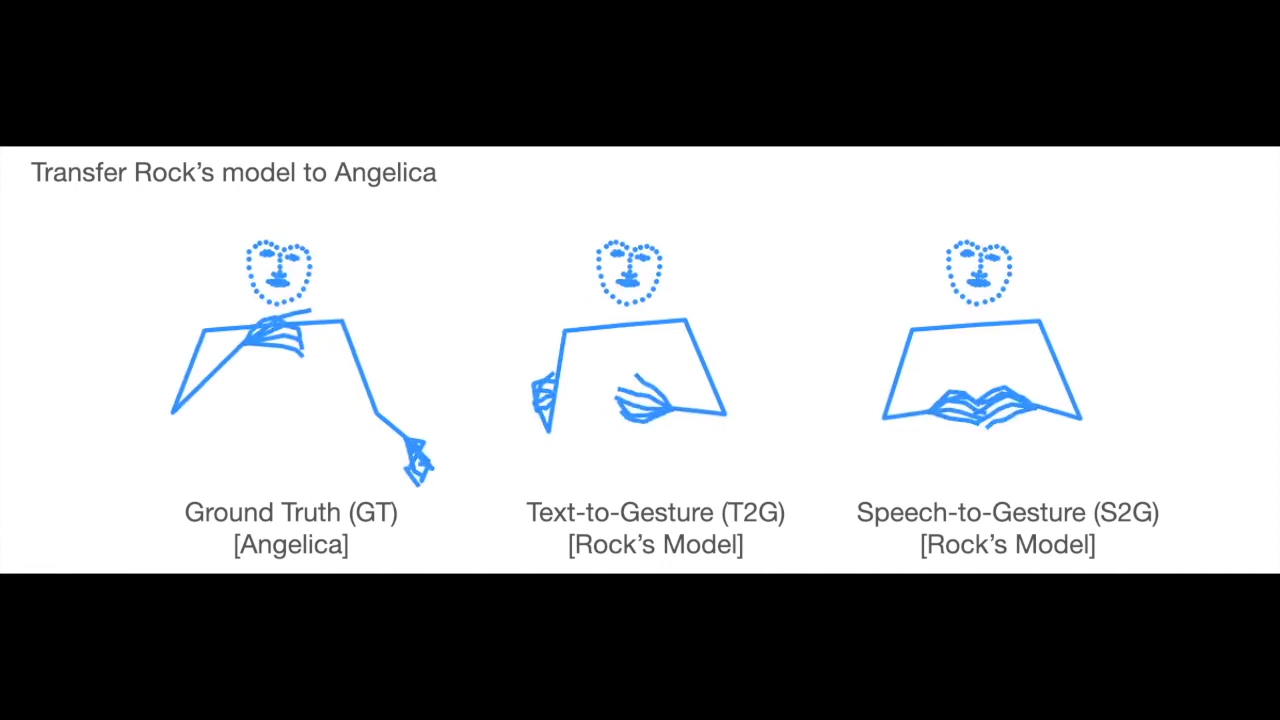 Transfer Rock’s model to Angelica
Ground Truth (GT)
[Angelica]
Text-to-Gesture (T2G)
[Rock’s Model]
Speech-to-Gesture (S2G)
[Rock’s Model]